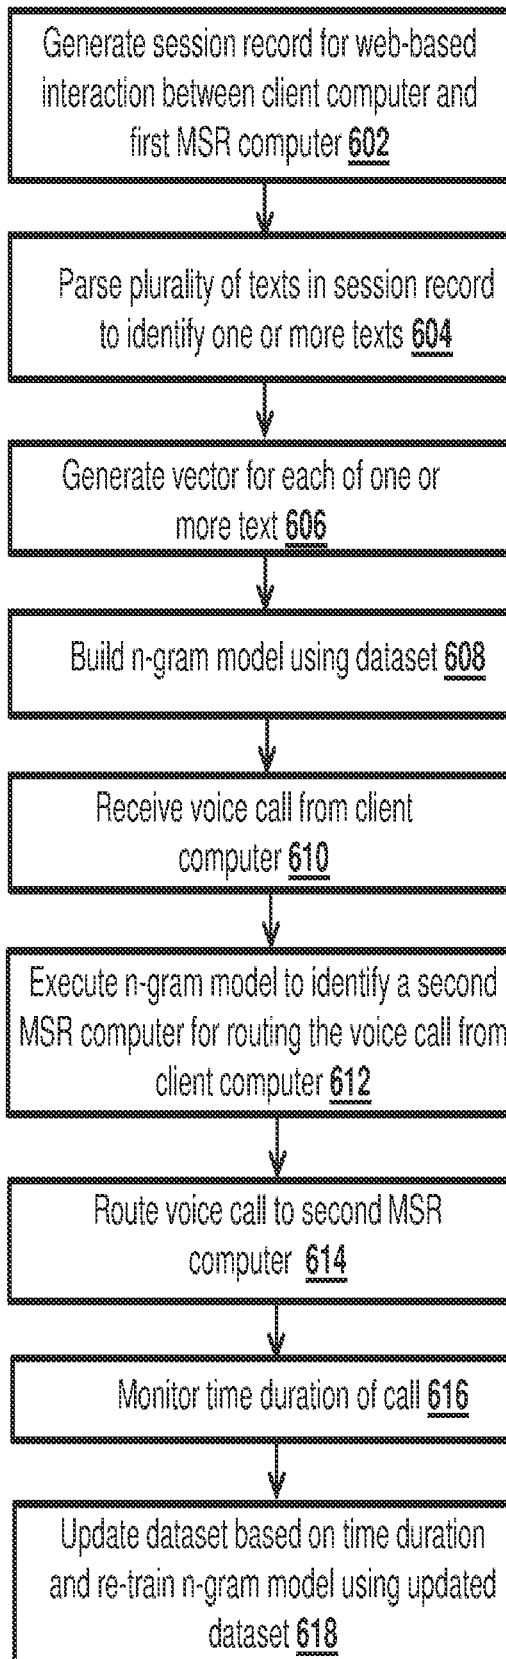 Generate session record for web-based
interaction between client computer and
first MSR computer 602
Parse plurality of texts in session record
to identify one or more texts 604
Generate vector for each of one or
more text 606
Build n-gram model using dataset 608
Receive voice call from client
computer 610
Execute n-gram model to identify a second
MSR computer for routing the voice call from
client computer 612
Route voice call to second MSR
computer 614
Monitor time duration of call 616
Update dataset based on time duration
and re-train n-gram model using updated
dataset 618